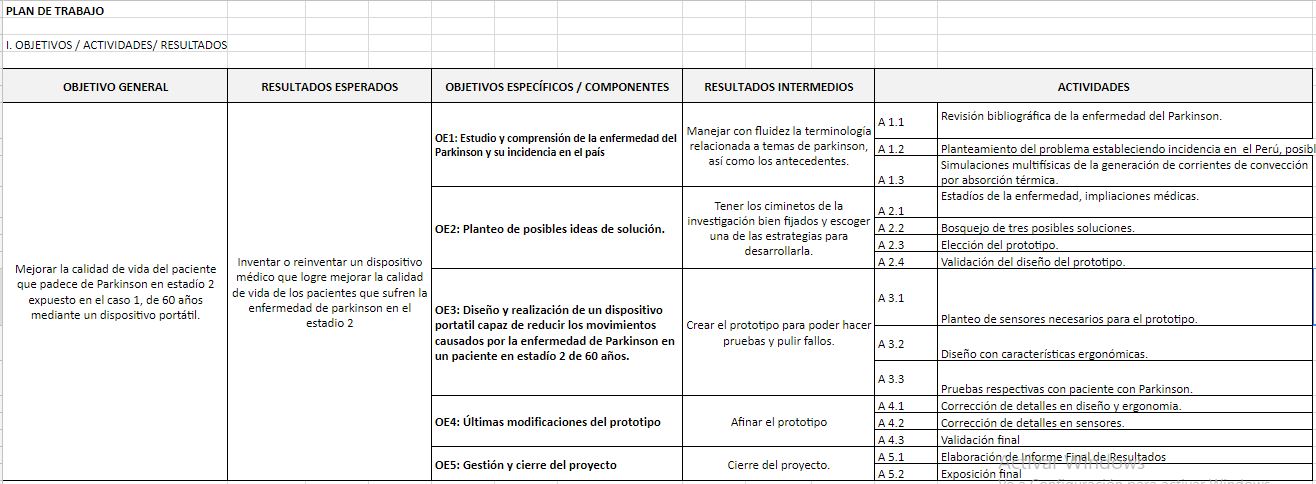 PLAN DE TRABAJO
I. OBJETIVOS / ACTIVIDADES/ RESULTADOS
OBJETIVO GENERAL
RESULTADOS ESPERADOS
OBJETIVOS ESPECÍFICOS / COMPONENTES
RESULTADOS INTERMEDIOS
ACTIVIDADES
Mejorar la calidad de vida del paciente
que padece de Parkinson en estadío 2
expuesto en el caso 1, de 60 años
mediante un dispositivo portátil.
Inventar o reinventar un dispositivo
médico que logre mejorar la calidad
de vida de los pacientes que sufren la
enfermedad de parkinson en el
estadio 2
OE1: Estudio y comprensión de la enfermedad del
Parkinson y su incidencia en el país
Manejar con fluidez la terminología
relacionada a temas de parkinson,
así como los antecedentes.
A 1.1
Revisión bibliográfica de la enfermedad del Parkinson.
A 1.2
Planteamiento del problema estableciendo incidencia en el Perú, posibl
A 1.3
Simulaciones multifísicas de la generación de corrientes de convección
por absorción térmica.
OE2: Planteo de posibles ideas de solución.
Tener los ciminetos de la
investigación bien fijados y escoger
una de las estrategias para
desarrollarla.
A 2.1
Estadíos de la enfermedad, impliaciones médicas.
A 2.2
Bosquejo de tres posibles soluciones.
A 2.3
Elección del prototipo.
A 2.4
Validación del diseño del prototipo.
OE3: Diseño y realización de un dispositivo
portatil capaz de reducir los movimientos
causados por la enfermedad de Parkinson en
un paciente en estadío 2 de 60 años.
Crear el prototipo para poder hacer
pruebas y pulir fallos.
A 3.1
Planteo de sensores necesarios para el prototipo.
A 3.2
Diseño con características ergonómicas.
A 3.3
Pruebas respectivas con paciente con Parkinson.
OE4: Últimas modificaciones del prototipo
Afinar el prototipo
A 4.1
Corrección de detalles en diseño y ergonomia.
A 4.2
Corrección de detalles en sensores.
A 4.3
Validación final
OE5: Gestión y cierre del proyecto
Cierre del proyecto.
A 5.1
Elaboración de Informe Final de Resultados
A 5.2
Exposición final
Activar Windows